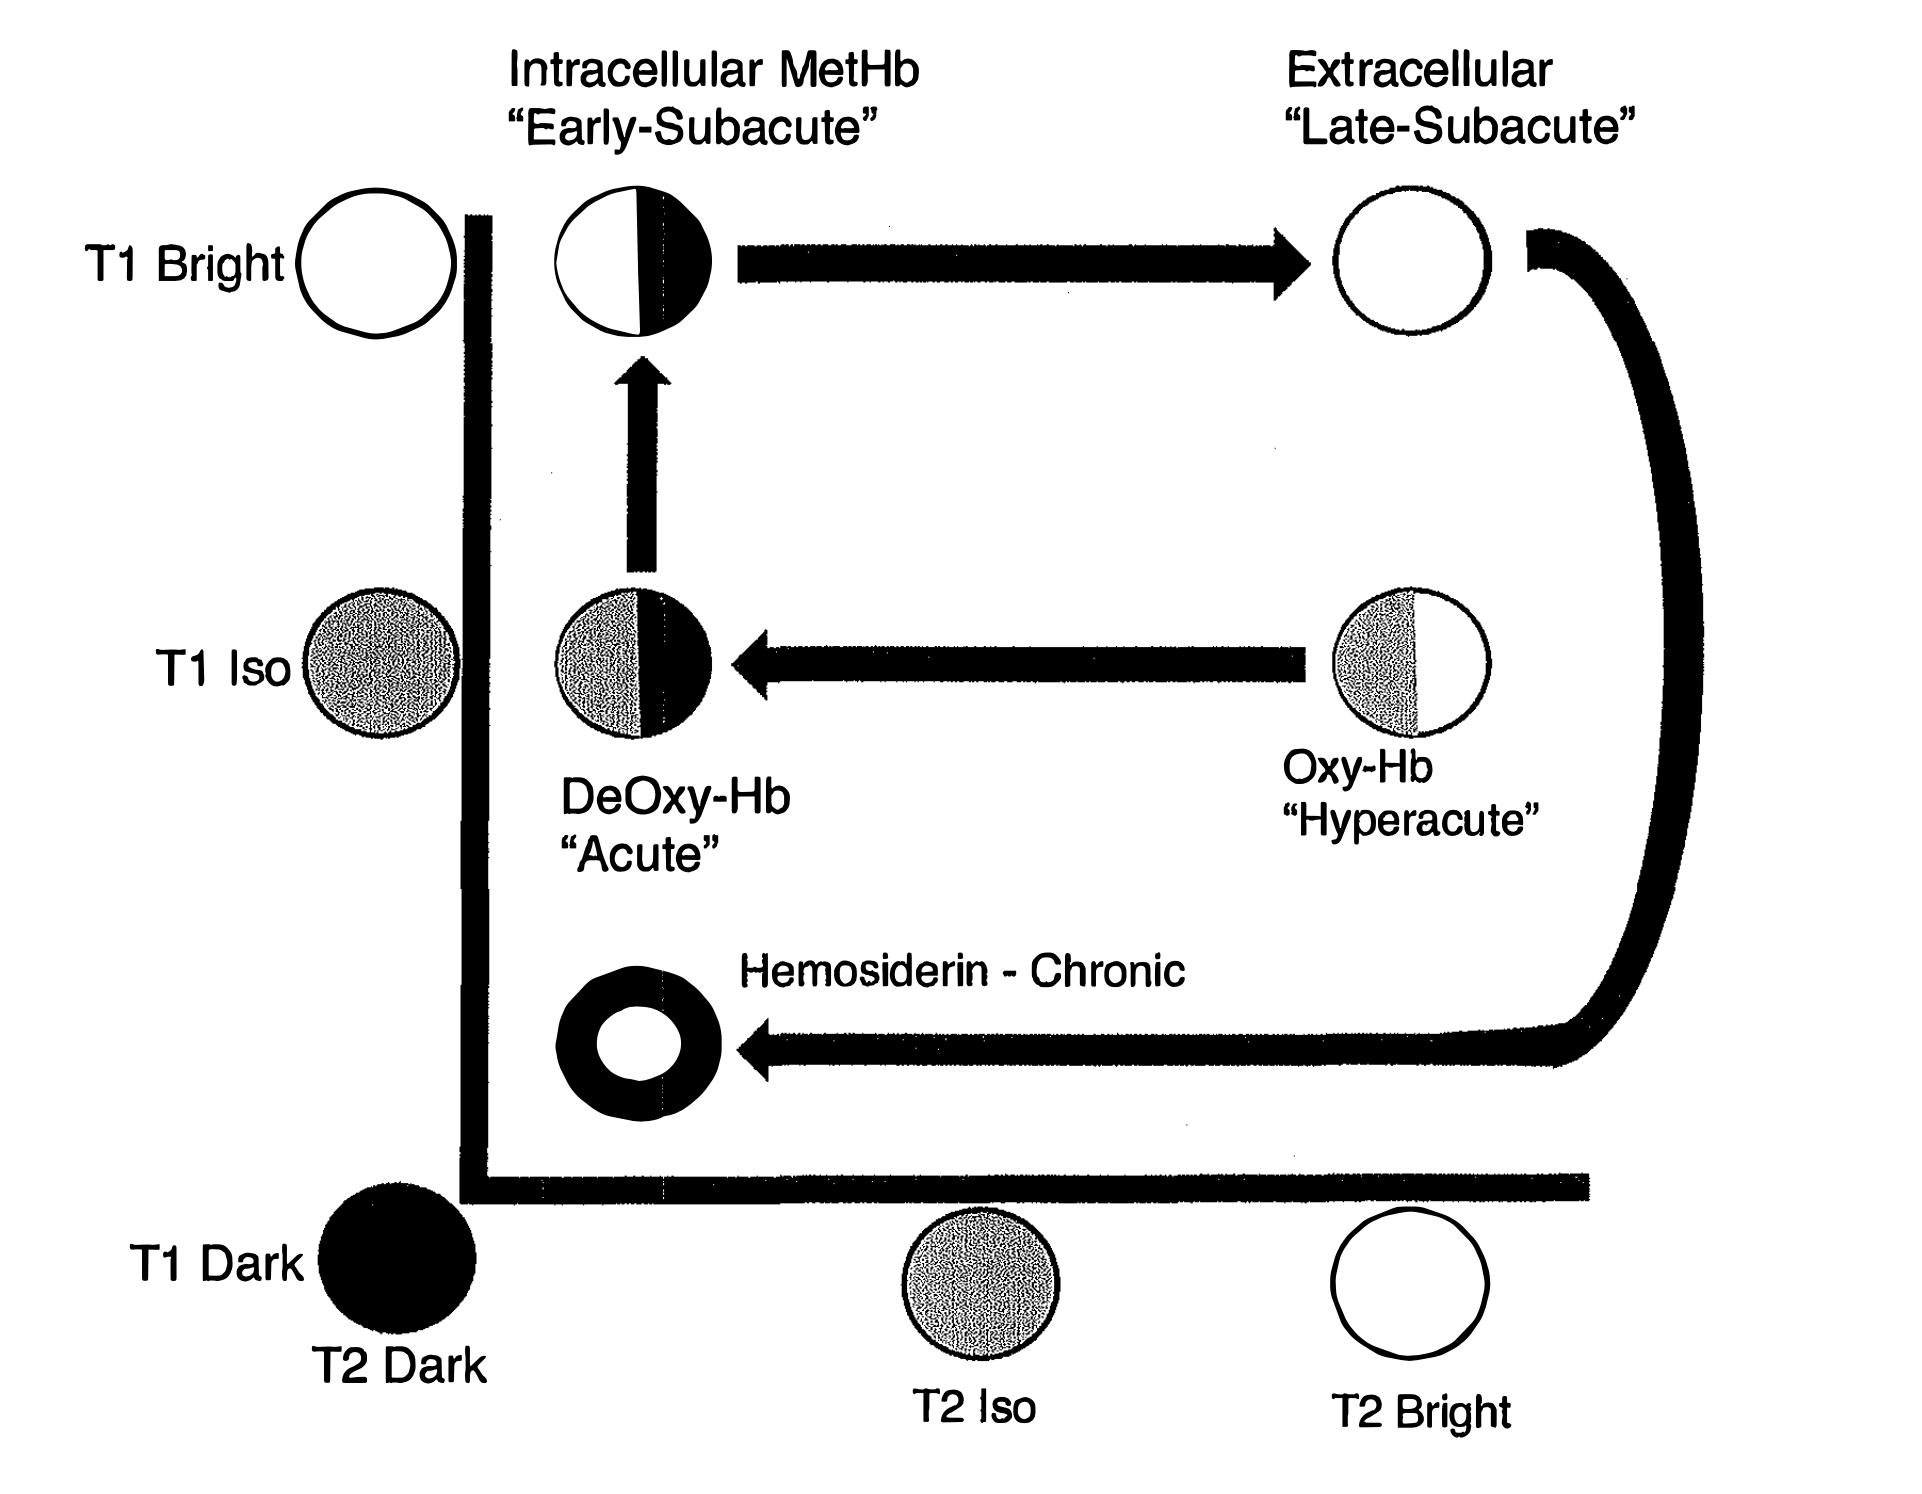 Intracellular MetHb
“Early-Subacute”
Extracellular
“Late-Subacute”
T1 Bright
T1 Iso
DeOxy-Hb
“Acute”
Oxy-Hb
“Hyperacute”
Hemosiderin - Chronic
T1 Dark
T2 Dark
T2 Iso
T2 Bright